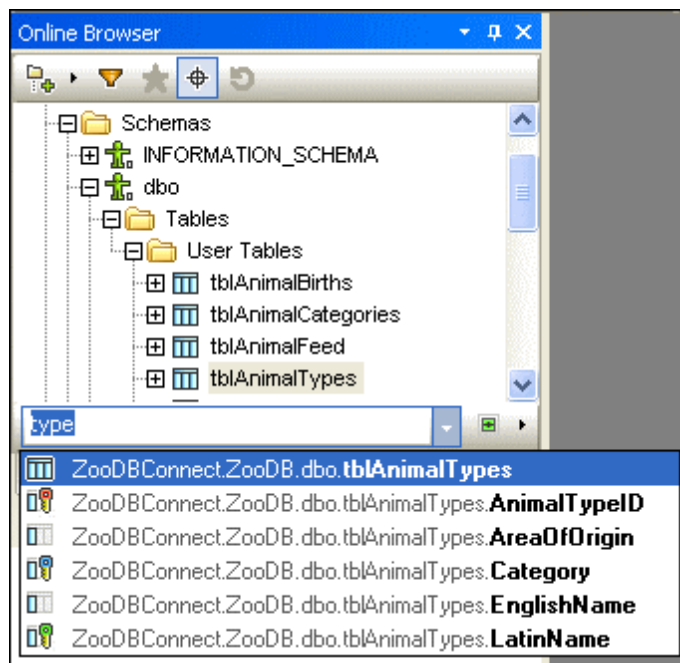 Online Browser
Schemas
INFORMATION_SCHEMA
dbo
Tables
User Tables
tblAnimalBirths
tblAnimalCategories
tblAnimalFeed
tblAnimalTypes
type
ZooDBConnect.ZooDB.dbo.tblAnimalTypes
ZooDBConnect.ZooDB.dbo.tblAnimalTypes.AnimalTypeID
ZooDBConnect.ZooDB.dbo.tblAnimalTypes.AreaOfOrigin
ZooDBConnect.ZooDB.dbo.tblAnimalTypes.Category
ZooDBConnect.ZooDB.dbo.tblAnimalTypes.EnglishName
ZooDBConnect.ZooDB.dbo.tblAnimalTypes.LatinName